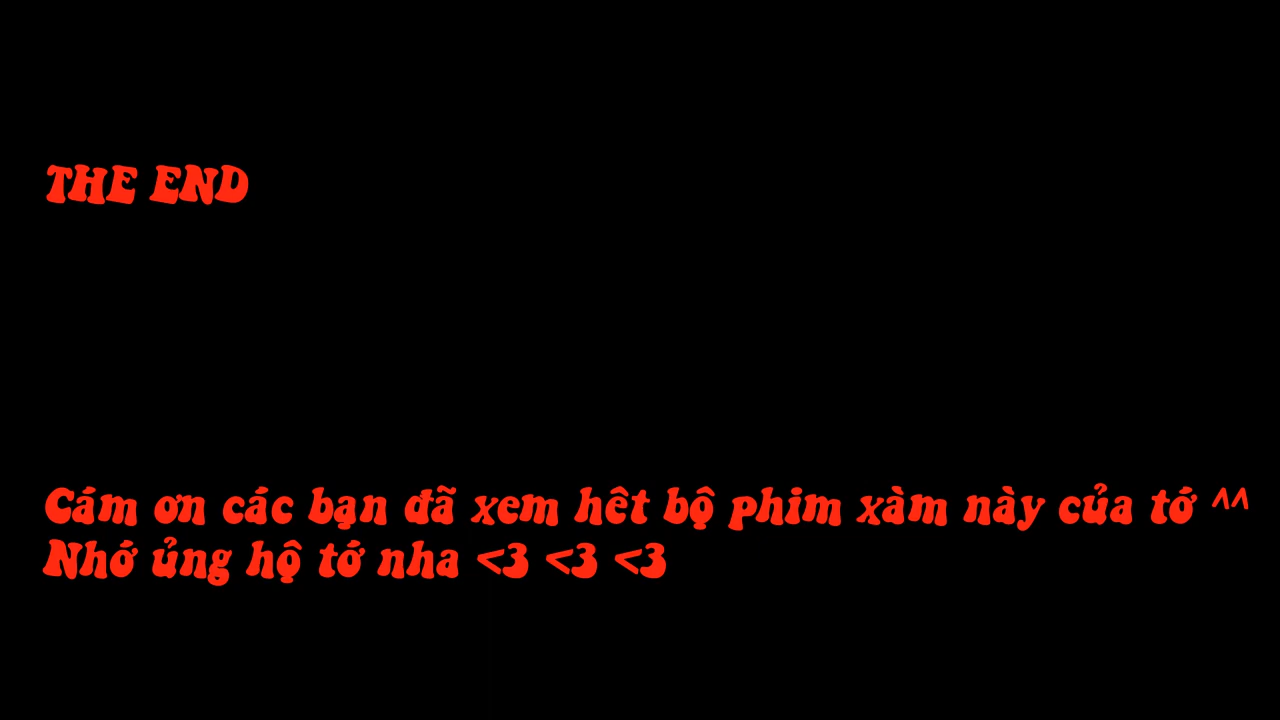 THE END
Cám ơn các bạn đã xem hêt bộ phim xàm này của tớ ^^
Nhớ ủng hộ tớ nha <3 <3 <3